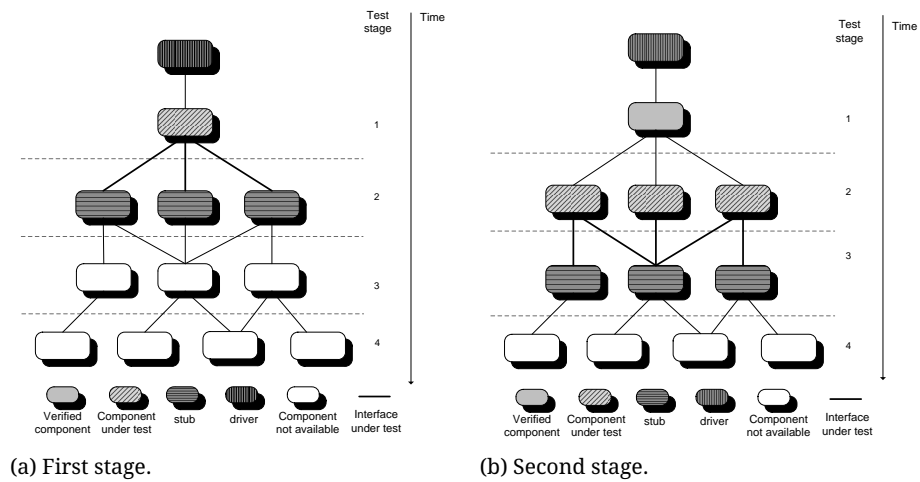 Test
stage
Time
1
2
3
4
Verified
component
Component
under test
stub
driver
Component
not available
Interface
under test
(a) First stage.
Test
stage
Time
1
2
3
4
Verified
component
Component
under test
stub
driver
Component
not available
Interface
under test
(b) Second stage.